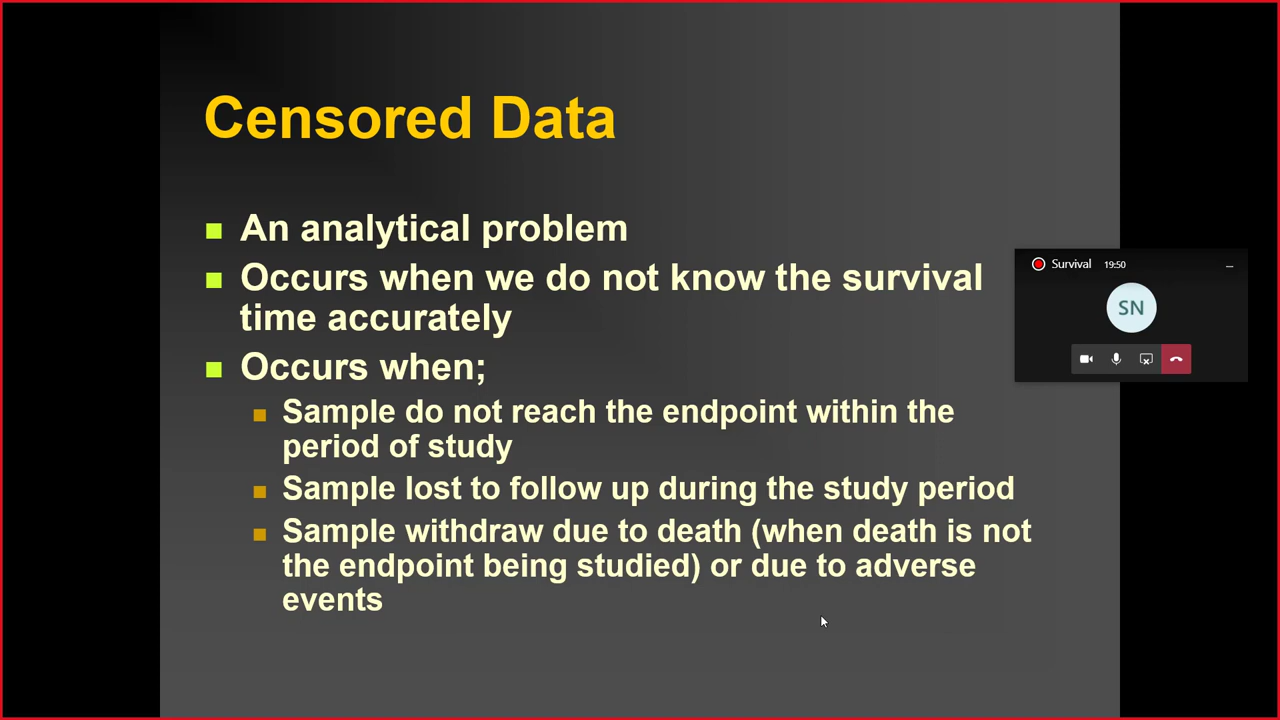 Censored Data
An analytical problem
Occurs when we do not know the survival
time accurately
Occurs when;
Sample do not reach the endpoint within the
period of study
Sample lost to follow up during the study period
Sample withdraw due to death (when death is not
the endpoint being studied) or due to adverse
events
Survival 19:50
SN